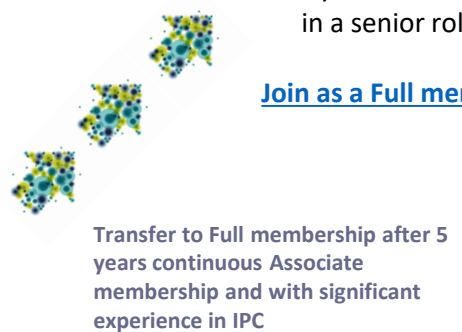 in a senior rol
Join as a Full mer
Transfer to Full membership after 5
years continuous Associate
membership and with significant
experience in IPC